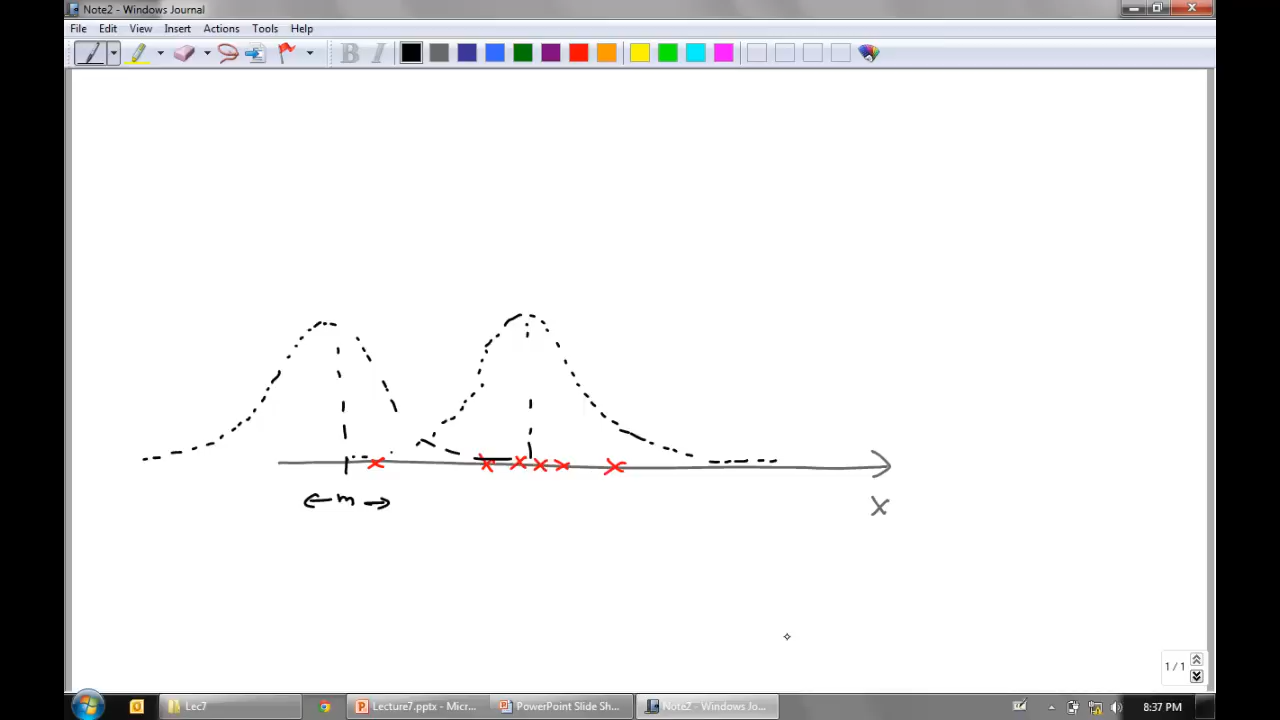 Note2 - Windows Journal
File Edit View Insert Actions Tools Help
B I
m
x
1 / 1
Lec7
Lecture7.pptx - Micr...
PowerPoint Slide Sh...
Note2 - Windows Jo...
8:37 PM